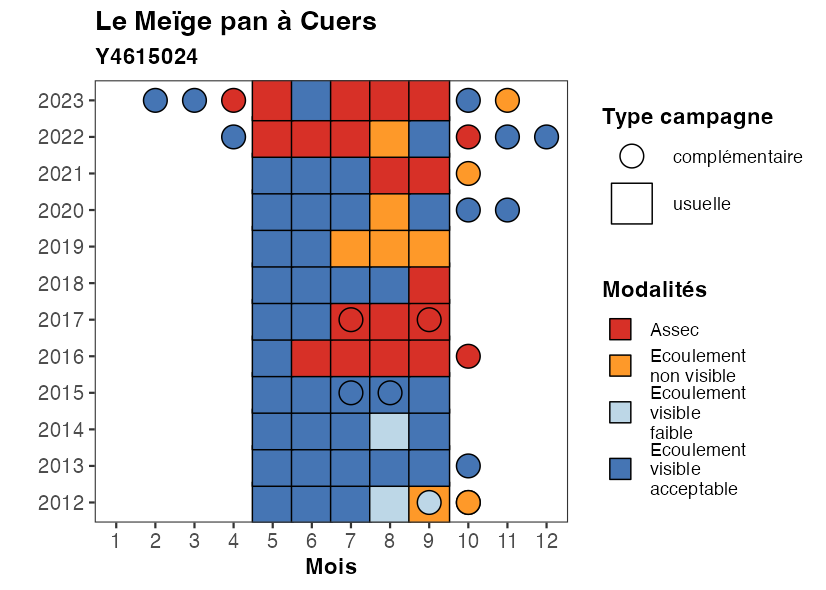 Le Meïge pan à Cuers
Y4615024
2023
2022
2021
2020
2019
2018
2017
2016
2015
2014
2013
2012
1 2 3 4 5 6 7 8 9 10 11 12
Mois
Type campagne
complémentaire
usuelle
Modalités
Assec
Ecoulement
non visible
Ecoulement
visible
faible
Ecoulement
visible
acceptable